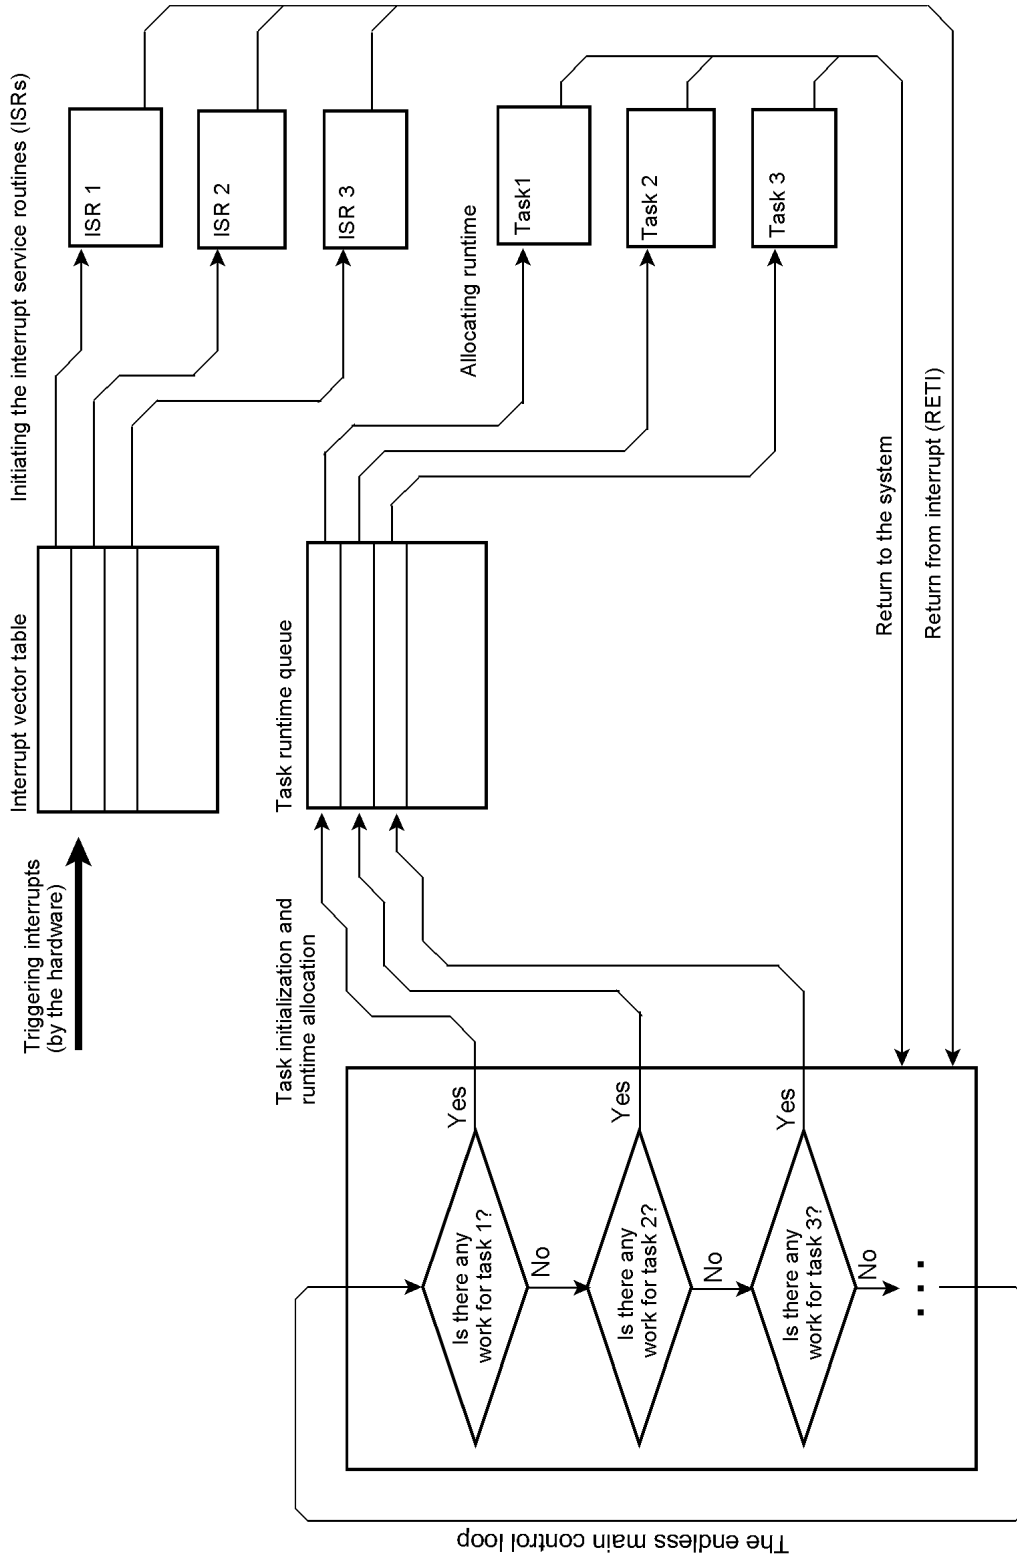 Triggering interrupts
(by the hardware)
Interrupt vector table
Initiating the interrupt service routines (ISRs)
ISR 1
ISR 2
ISR 3
Task initialization and
runtime allocation
Task runtime queue
Allocating runtime
Task1
Task 2
Task 3
The endless main control loop
Is there any
work for task 1?
Yes
No
Is there any
work for task 2?
Yes
No
Is there any
work for task 3?
Yes
No
...
Return to the system
Return from interrupt (RETI)